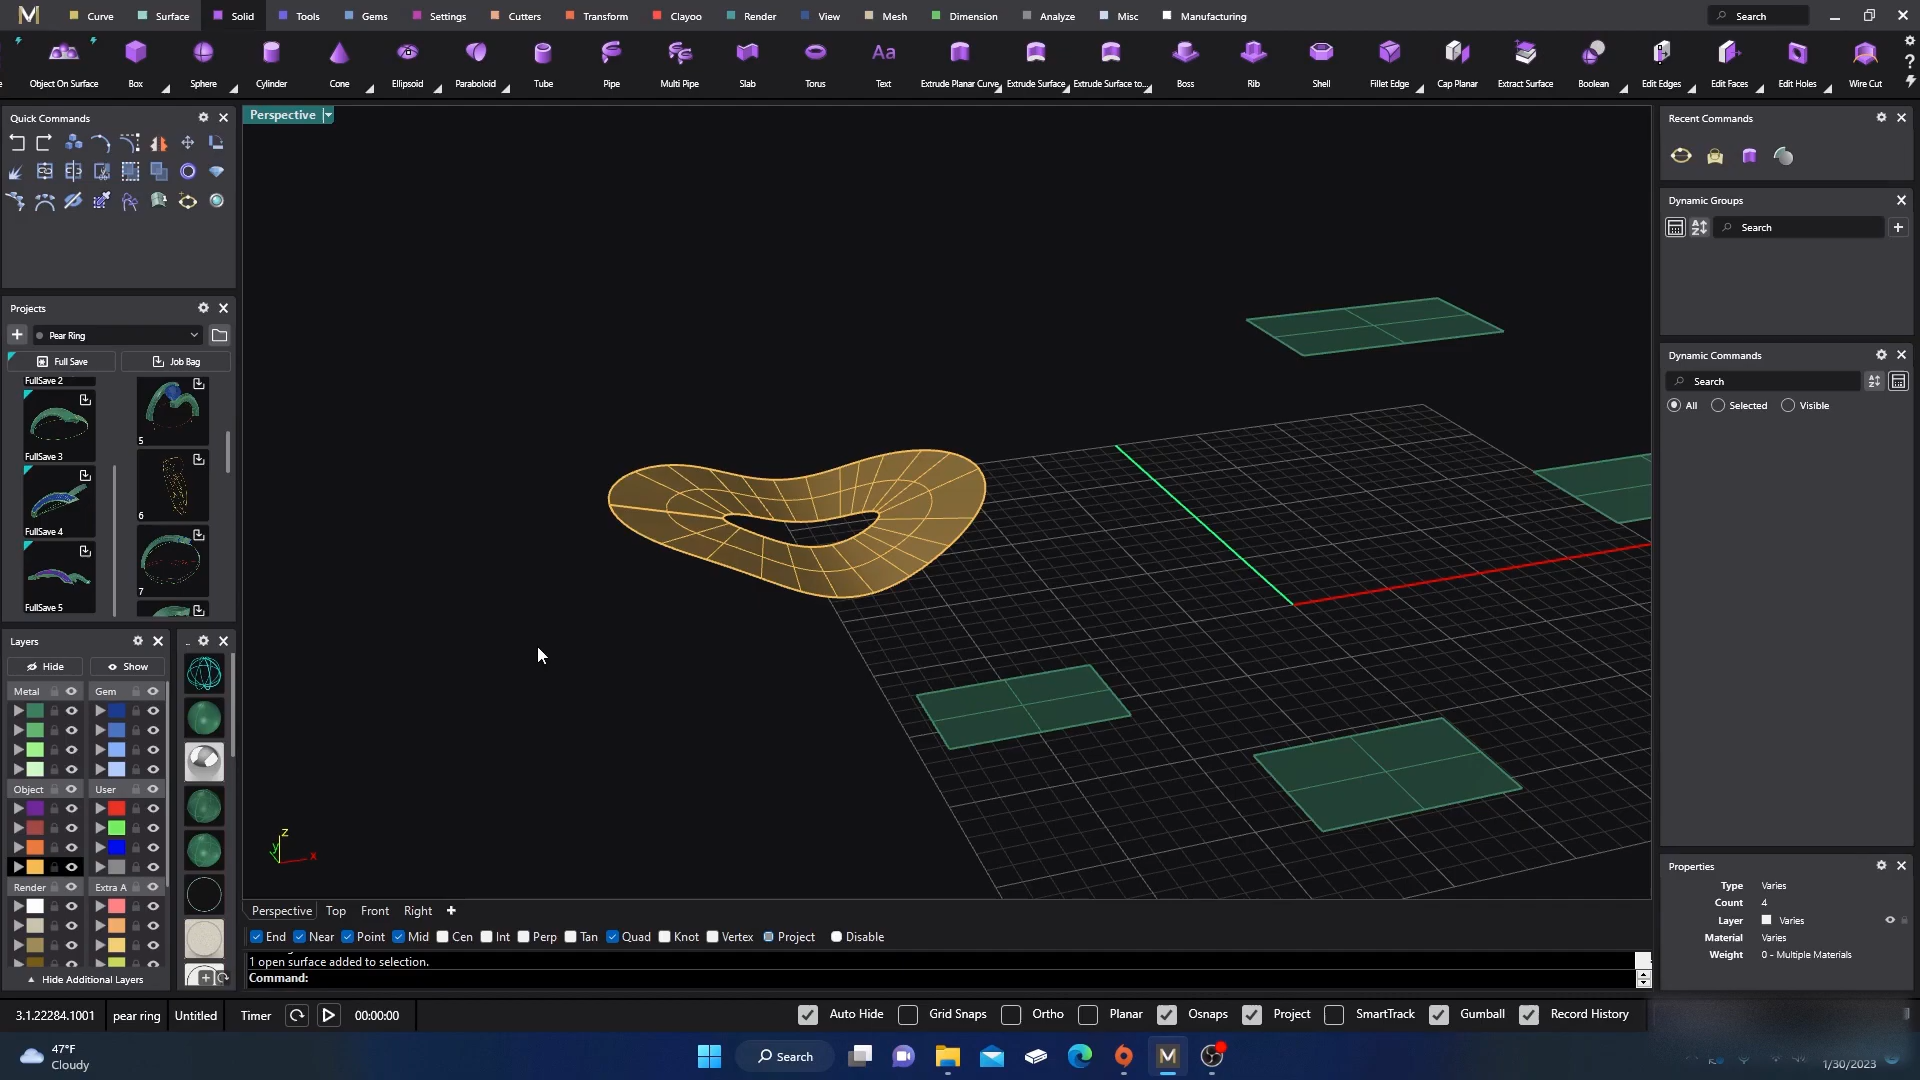 Curve Surface Solid Tools Gems Settings Cutters Transform Clayoo Render View Mesh Dimension Analyze Misc Manufacturing Search
Object On Surface Box Sphere Cylinder Cone Ellipsoid Paraboloid Tube Pipe Multi Pipe Slab Torus Text Extrude Planar Curve Extrude Surface Extrude Surface to... Boss Rib Shell Fillet Edge Cap Planar Extract Surface Boolean Edit Edges Edit Faces Edit Holes Wire Cut
Aa
Quick Commands
Perspective
Recent Commands
Dynamic Groups
Search
Projects
Pear Ring
Full Save Job Bag
FullSave 2
FullSave 3
FullSave 4
FullSave 5
5
6
7
Dynamic Commands
Search
All Selected Visible
Layers
Hide Show
Metal Gem
Object User
Render Extra A
Hide Additional Layers
z
y
x
Perspective Top Front Right
End Near Point Mid Cen Int Perp Tan Quad Knot Vertex Project Disable
1 open surface added to selection.
Command:
Properties
Type Varies
Count 4
Layer Varies
Material Varies
Weight 0 - Multiple Materials
3.1.22284.1001 pear ring Untitled Timer 00:00:00 Auto Hide Grid Snaps Ortho Planar Osnaps Project SmartTrack Gumball Record History
47°F
Cloudy
Search
1/30/2023